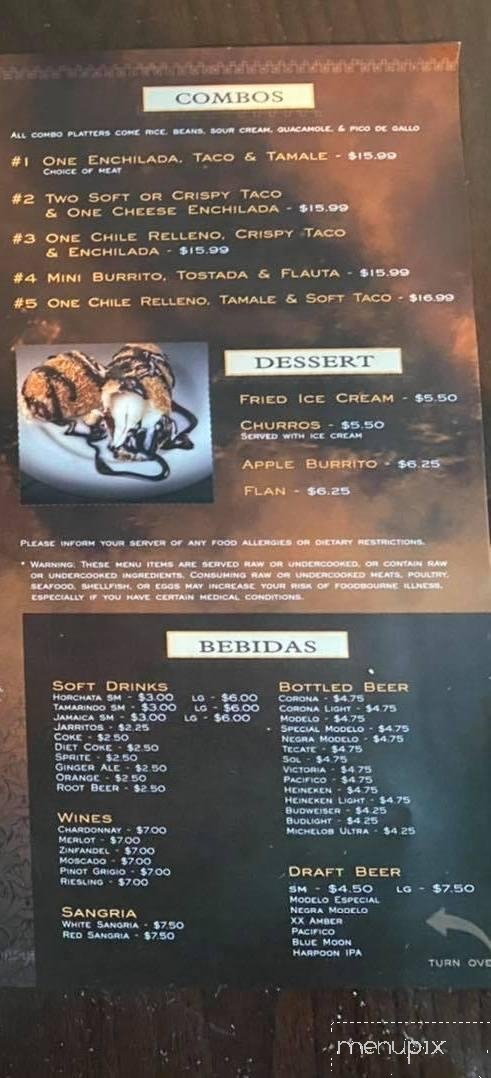 COMBOS
ALL COMBO PLATTERS COME RICE, BEANS, SOUR CREAM, GUACAMOLE, & PICO DE GALLO
#1 ONE ENCHILADA, TACO & TAMALE - $15.99
CHOICE OF MEAT
#2 TWO SOFT OR CRISPY TACO
& ONE CHEESE ENCHILADA - $15.99
#3 ONE CHILE RELLENO, CRISPY TACO
& ENCHILADA - $15.99
#4 MINI BURRITO, TOSTADA & FLAUTA - $15.99
#5 ONE CHILE RELLENO, TAMALE & SOFT TACO - $16.99
DESSERT
FRIED ICE CREAM - $5.50
CHURROS - $5.50
SERVED WITH ICE CREAM
APPLE BURRITO - $6.25
FLAN - $6.25
PLEASE INFORM YOUR SERVER OF ANY FOOD ALLERGIES OR DIETARY RESTRICTIONS.
* WARNING: THESE MENU ITEMS ARE SERVED RAW OR UNDERCOOKED, OR CONTAIN RAW
OR UNDERCOOKED INGREDIENTS. CONSUMING RAW OR UNDERCOOKED MEATS, POULTRY,
SEAFOOD, SHELLFISH, OR EGGS MAY INCREASE YOUR RISK OF FOODBOURNE ILLNESS,
ESPECIALLY IF YOU HAVE CERTAIN MEDICAL CONDITIONS.
BEBIDAS
SOFT DRINKS
HORCHATA SM - $3.00 LG - $6.00
TAMARINDO SM - $3.00 LG - $6.00
JAMAICA SM - $3.00 LG - $6.00
JARRITOS - $2.25
COKE - $2.50
DIET COKE - $2.50
SPRITE - $2.50
GINGER ALE - $2.50
ORANGE - $2.50
ROOT BEER - $2.50
WINES
CHARDONNAY - $7.00
MERLOT - $7.00
ZINFANDEL - $7.00
MOSCADO - $7.00
PINOT GRIGIO - $7.00
RIESLING - $7.00
SANGRIA
WHITE SANGRIA - $7.50
RED SANGRIA - $7.50
BOTTLED BEER
CORONA - $4.75
CORONA LIGHT - $4.75
MODELO - $4.75
SPECIAL MODELO - $4.75
NEGRA MODELO - $4.75
TECATE - $4.75
SOL - $4.75
VICTORIA - $4.75
PACIFICO - $4.75
HEINEKEN - $4.75
HEINEKEN LIGHT - $4.75
BUDWEISER - $4.25
BUDLIGHT - $4.25
MICHELOB ULTRA - $4.25
DRAFT BEER
SM - $4.50 LG - $7.50
MODELO ESPECIAL
NEGRA MODELO
XX AMBER
PACIFICO
BLUE MOON
HARPOON IPA
TURN OVE
menupix